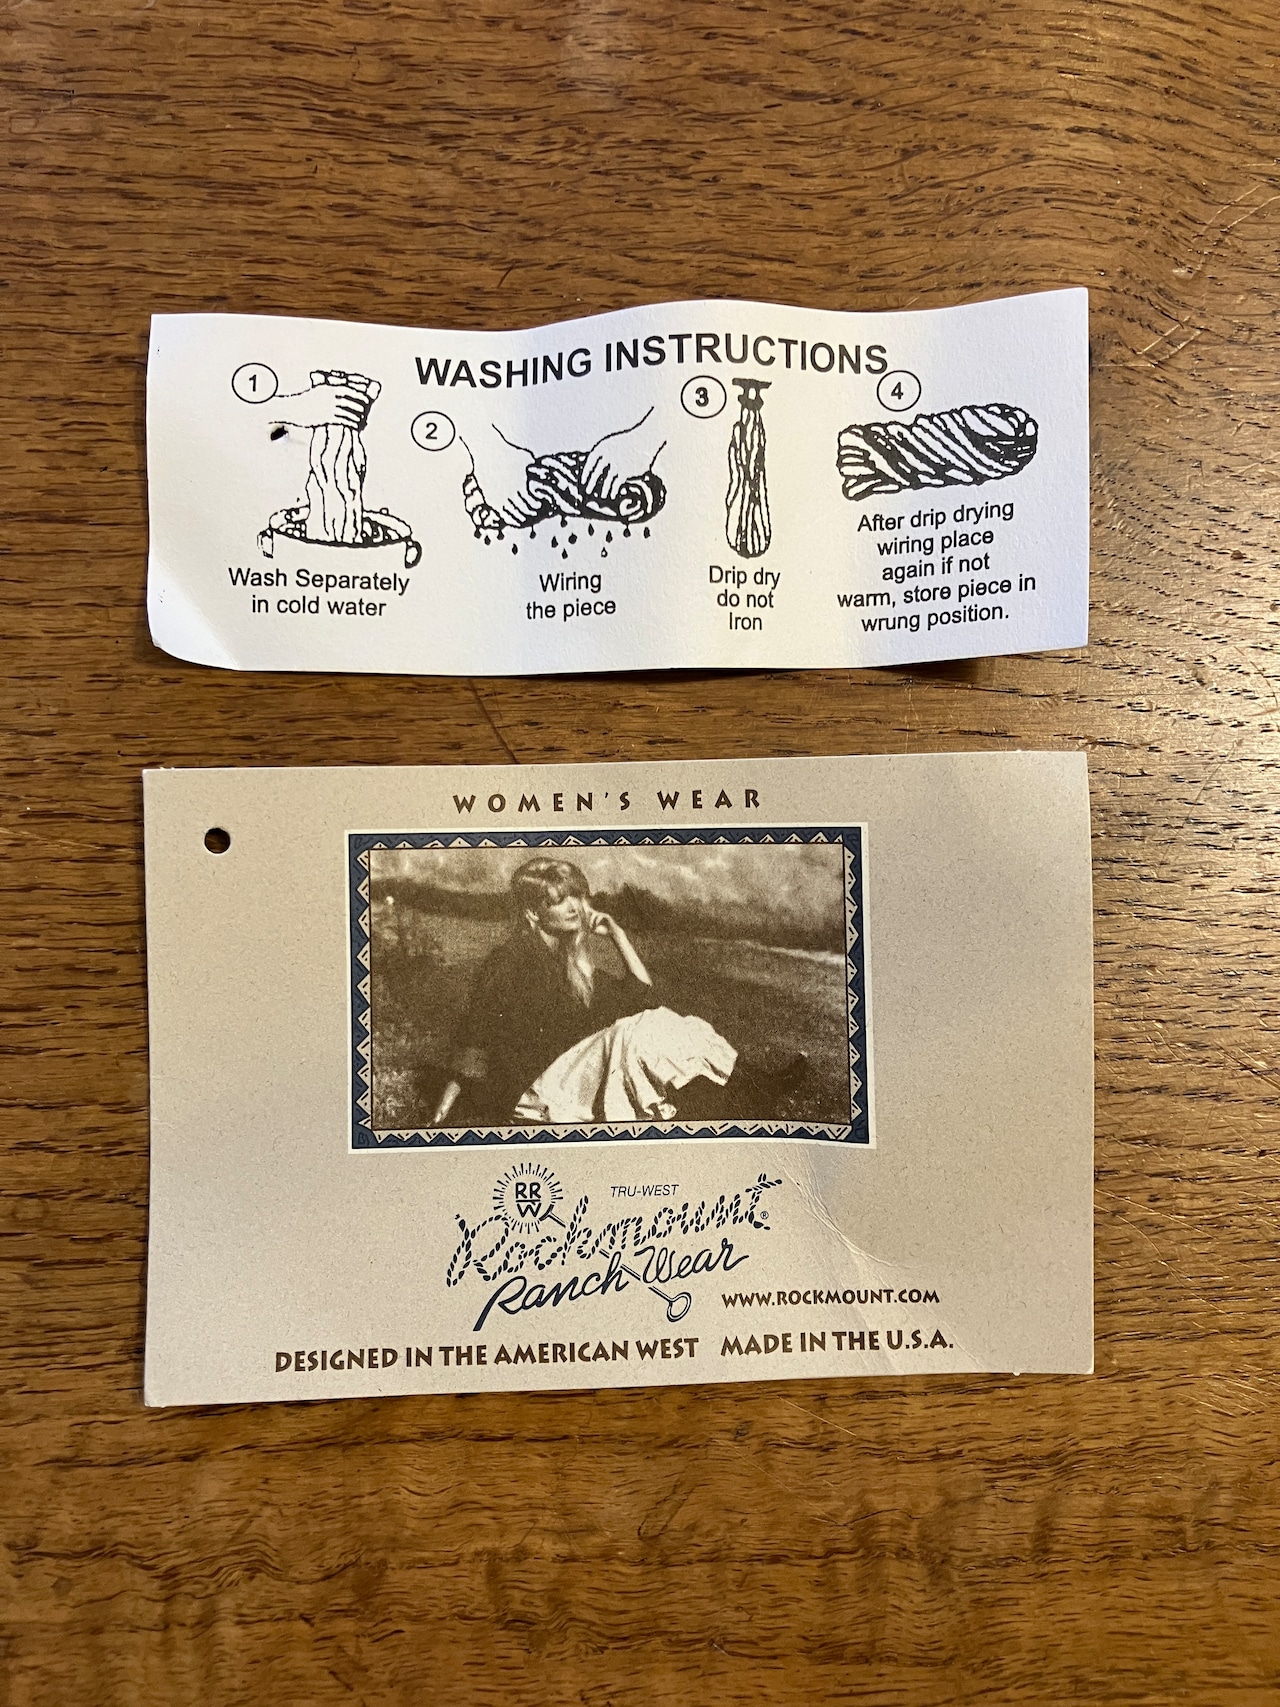 WASHING INSTRUCTIONS
1
Wash Separately
in cold water
2
Wiring
the piece
3
Drip dry
do not
Iron
4
After drip drying
wiring place
again if not
warm, store piece in
wrung position.
WOMEN'S WEAR
RR
W
TRU-WEST
Rockmount®
Ranch Wear
WWW.ROCKMOUNT.COM
DESIGNED IN THE AMERICAN WEST MADE IN THE U.S.A.